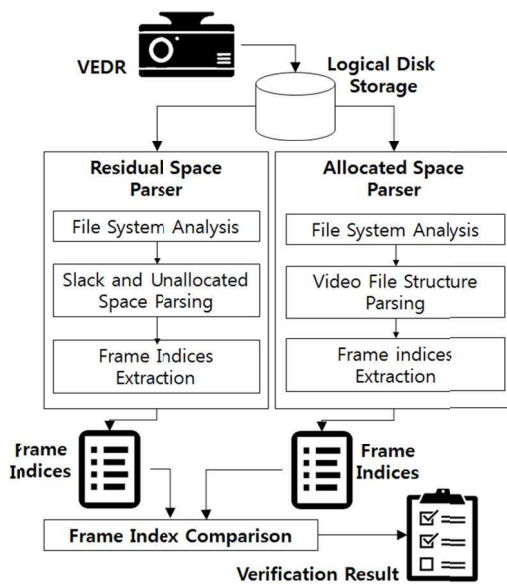 VEDR
Logical Disk
Storage
Residual Space
Parser
File System Analysis
Slack and Unallocated
Space Parsing
Frame Indices
Extraction
Allocated Space
Parser
File System Analysis
Video File Structure
Parsing
Frame indices
Extraction
Frame
Indices
Frame
Indices
Frame Index Comparison
Verification Result